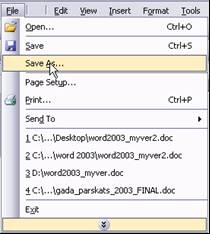 File Edit View Insert Format Tools
Open... Ctrl+O
Save Ctrl+S
Save As...
Page Setup...
Print... Ctrl+P
Send To
1 C:\...\Desktop\word2003_myver2.doc
2 C:\...\word 2003\word2003_myver2.doc
3 D:\word2003_myver.doc
4 C:\...\gada_parskats_2003_FINAL.doc
Exit